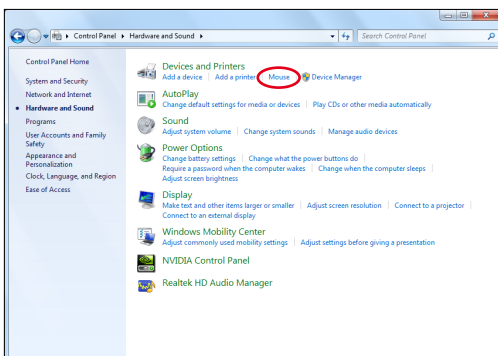 Control Panel ▸ Hardware and Sound ▸
Search Control Panel
Control Panel Home
System and Security
Network and Internet
Hardware and Sound
Programs
User Accounts and Family
Safety
Appearance and
Personalization
Clock, Language, and Region
Ease of Access
Devices and Printers
Add a device | Add a printer | Mouse | Device Manager
AutoPlay
Change default settings for media or devices | Play CDs or other media automatically
Sound
Adjust system volume | Change system sounds | Manage audio devices
Power Options
Change battery settings | Change what the power buttons do |
Require a password when the computer wakes | Change when the computer sleeps |
Adjust screen brightness
Display
Make text and other items larger or smaller | Adjust screen resolution | Connect to a projector |
Connect to an external display
Windows Mobility Center
Adjust commonly used mobility settings | Adjust settings before giving a presentation
NVIDIA Control Panel
Realtek HD Audio Manager